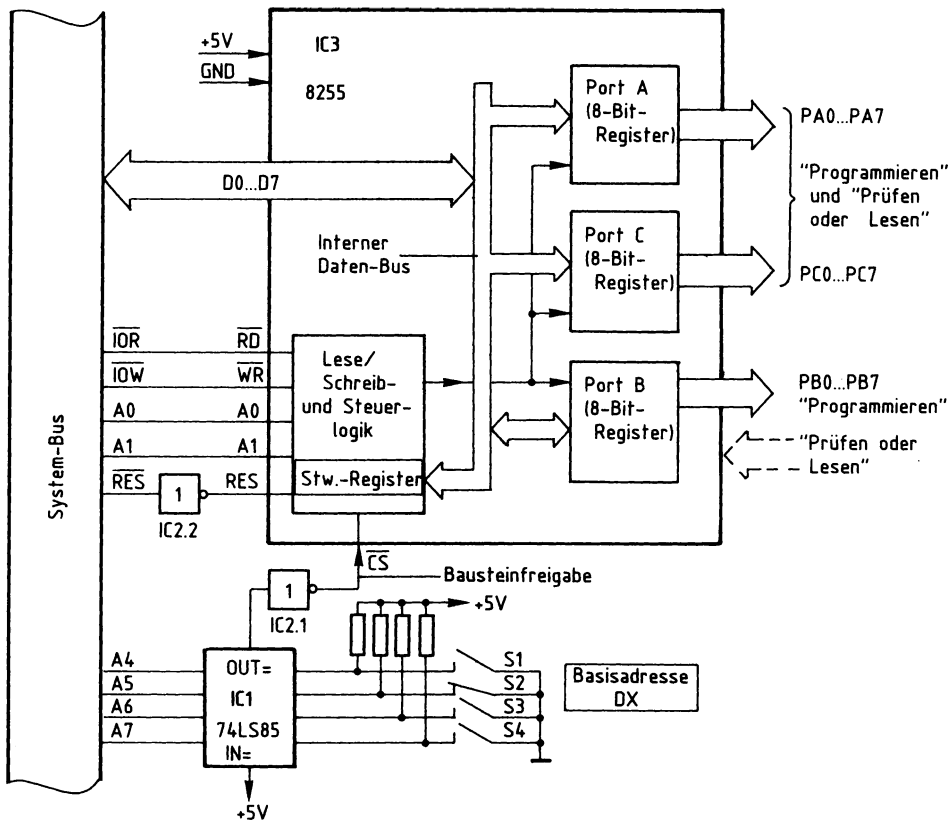 +5V
GND
IC3
8255
Port A
(8-Bit-
Register)
PA0...PA7
"Programmieren"
und "Prüfen
oder Lesen"
D0...D7
Interner
Daten-Bus
Port C
(8-Bit-
Register)
PC0...PC7
System-Bus
IOR
RD
IOW
WR
A0
A0
A1
A1
RES
RES
1
IC2.2
Lese/
Schreib-
und Steuer-
logik
Stw.-Register
Port B
(8-Bit-
Register)
PB0...PB7
"Programmieren"
"Prüfen oder
Lesen"
CS
Bausteinfreigabe
1
IC2.1
+5V
A4
A5
A6
A7
OUT=
IC1
74LS85
IN=
S1
S2
S3
S4
Basisadresse
DX
+5V